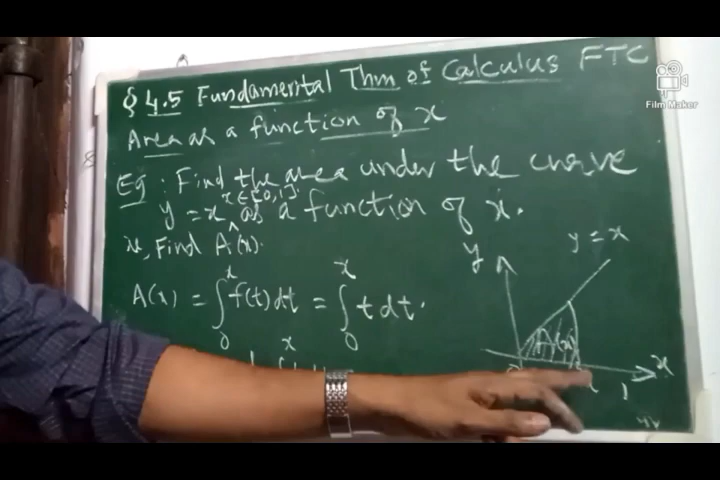 § 4.5 Fundamental Thm of Calculus FTC
Area as a function of x
Eg : Find the area under the curve
y = x x ∈ [0, 1] as a function of x.
Find A(x).
A(x) = ∫₀ˣ f(t) dt = ∫₀ˣ t dt.
y
y = x
A(x)
x
1
Film Maker